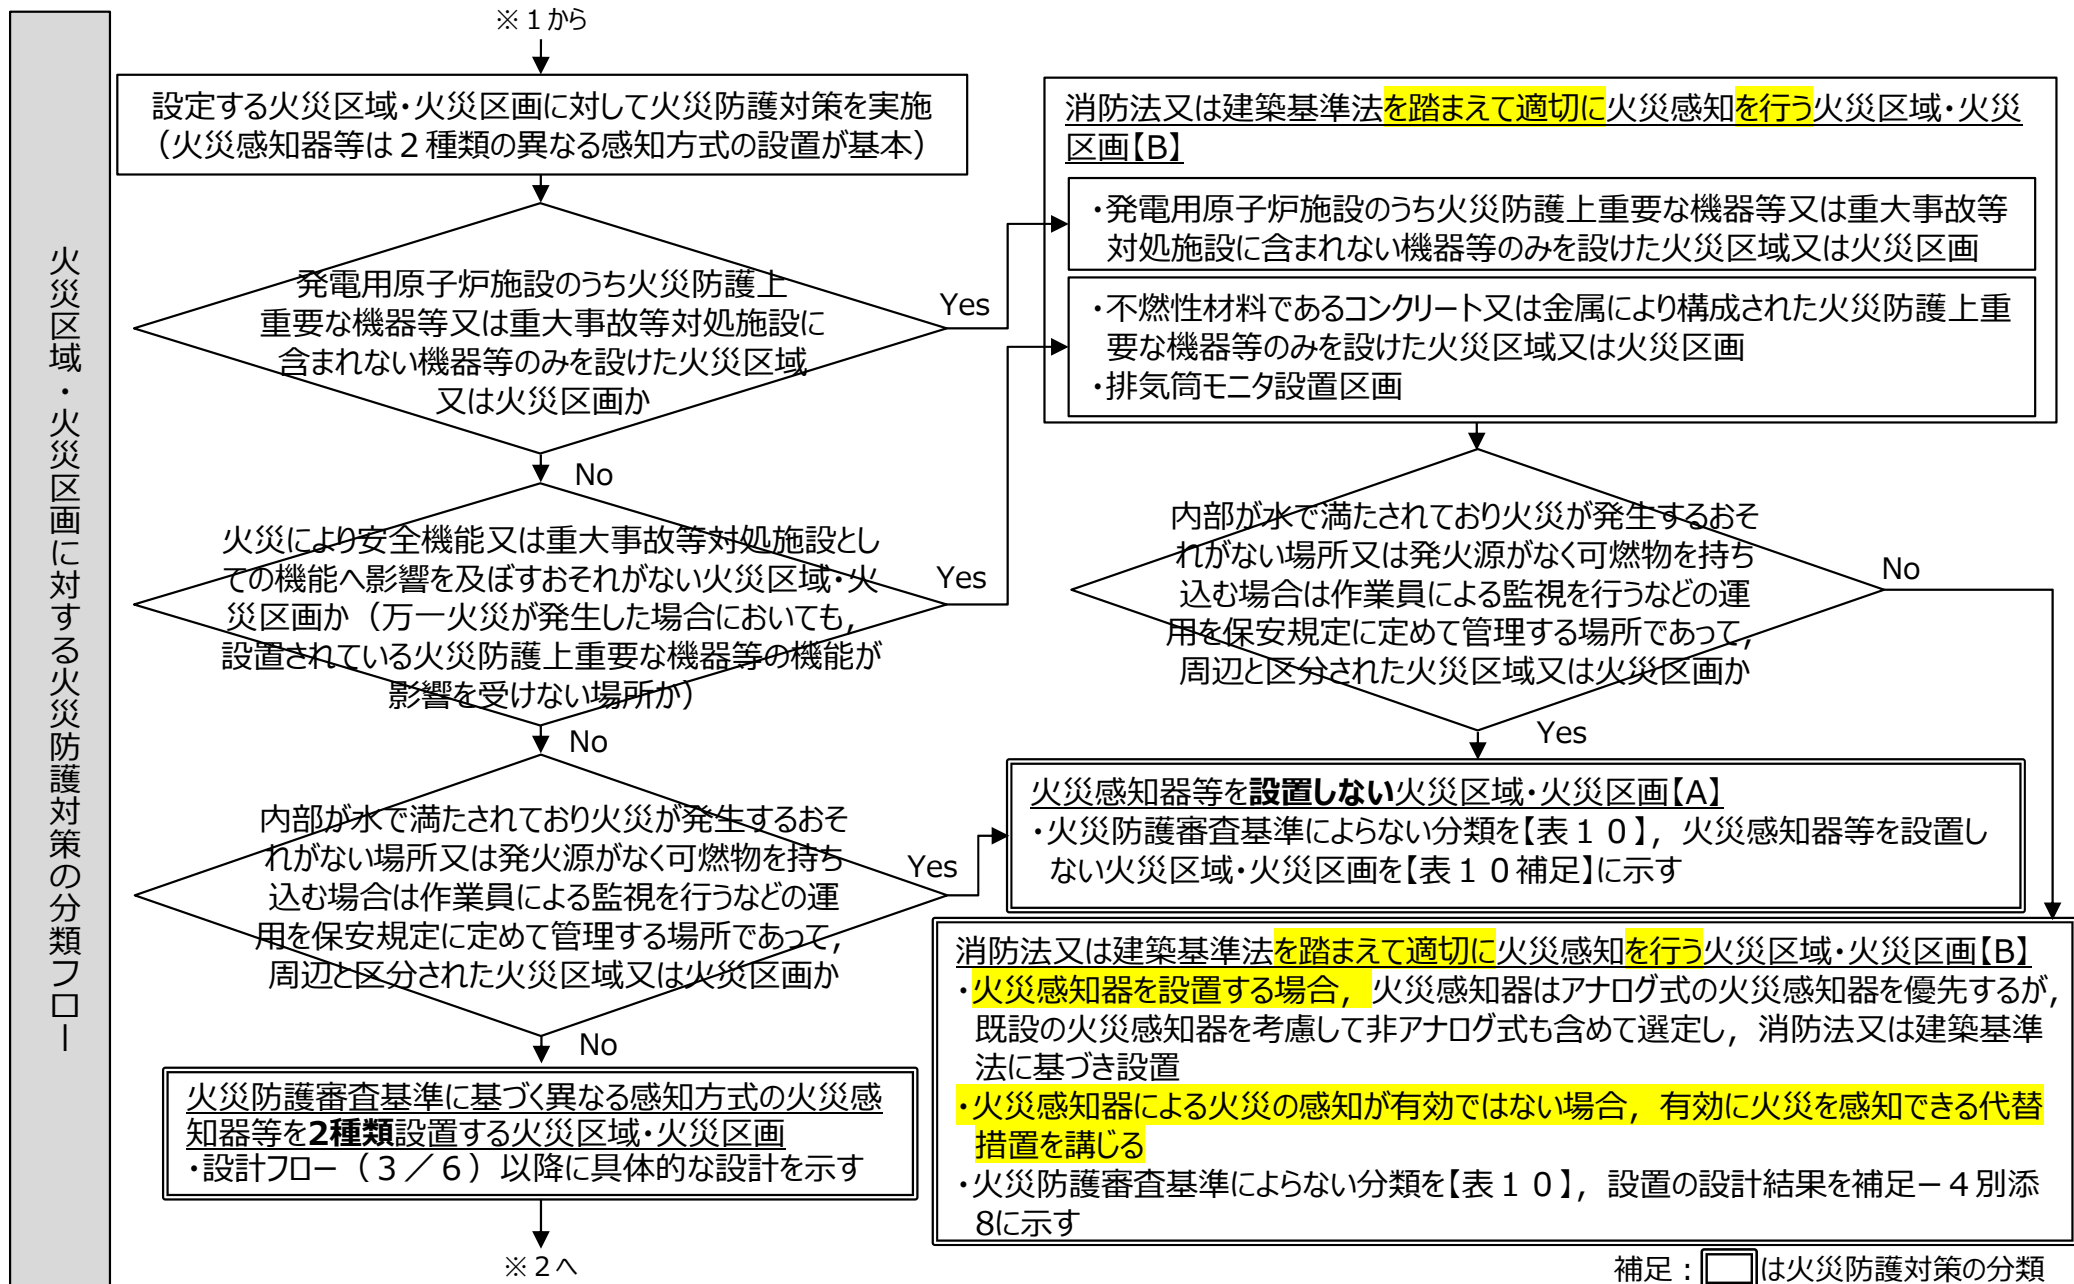 火災区域・火災区画に対する火災防護対策の分類フロー
※１から
設定する火災区域・火災区画に対して火災防護対策を実施
（火災感知器等は２種類の異なる感知方式の設置が基本）
発電用原子炉施設のうち火災防護上
重要な機器等又は重大事故等対処施設に
含まれない機器等のみを設けた火災区域
又は火災区画か
Yes
No
火災により安全機能又は重大事故等対処施設とし
ての機能へ影響を及ぼすおそれがない火災区域・火
災区画か（万一火災が発生した場合においても，
設置されている火災防護上重要な機器等の機能が
影響を受けない場所か）
Yes
No
内部が水で満たされており火災が発生するおそ
れがない場所又は発火源がなく可燃物を持ち
込む場合は作業員による監視を行うなどの運
用を保安規定に定めて管理する場所であって，
周辺と区分された火災区域又は火災区画か
Yes
No
火災防護審査基準に基づく異なる感知方式の火災感
知器等を2種類設置する火災区域・火災区画
・設計フロー（３／６）以降に具体的な設計を示す
※２へ
消防法又は建築基準法を踏まえて適切に火災感知を行う火災区域・火災
区画【B】
・発電用原子炉施設のうち火災防護上重要な機器等又は重大事故等
対処施設に含まれない機器等のみを設けた火災区域又は火災区画
・不燃性材料であるコンクリート又は金属により構成された火災防護上重
要な機器等のみを設けた火災区域又は火災区画
・排気筒モニタ設置区画
内部が水で満たされており火災が発生するおそ
れがない場所又は発火源がなく可燃物を持ち
込む場合は作業員による監視を行うなどの運
用を保安規定に定めて管理する場所であって，
周辺と区分された火災区域又は火災区画か
No
Yes
火災感知器等を設置しない火災区域・火災区画【A】
・火災防護審査基準によらない分類を【表１０】，火災感知器等を設置し
ない火災区域・火災区画を【表１０補足】に示す
消防法又は建築基準法を踏まえて適切に火災感知を行う火災区域・火災区画【B】
・火災感知器を設置する場合，火災感知器はアナログ式の火災感知器を優先するが，
既設の火災感知器を考慮して非アナログ式も含めて選定し，消防法又は建築基準
法に基づき設置
・火災感知器による火災の感知が有効ではない場合，有効に火災を感知できる代替
措置を講じる
・火災防護審査基準によらない分類を【表１０】，設置の設計結果を補足－４別添
8に示す
補足：　　は火災防護対策の分類